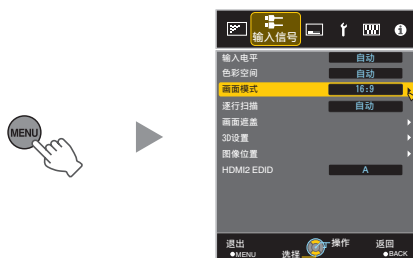 MENU
输入信号
输入电平 自动
色彩空间 自动
画面模式 16:9
逐行扫描 自动
画面遮盖
3D设置
图像位置
HDMI2 EDID A
退出 操作 返回
●MENU 选择 ●BACK